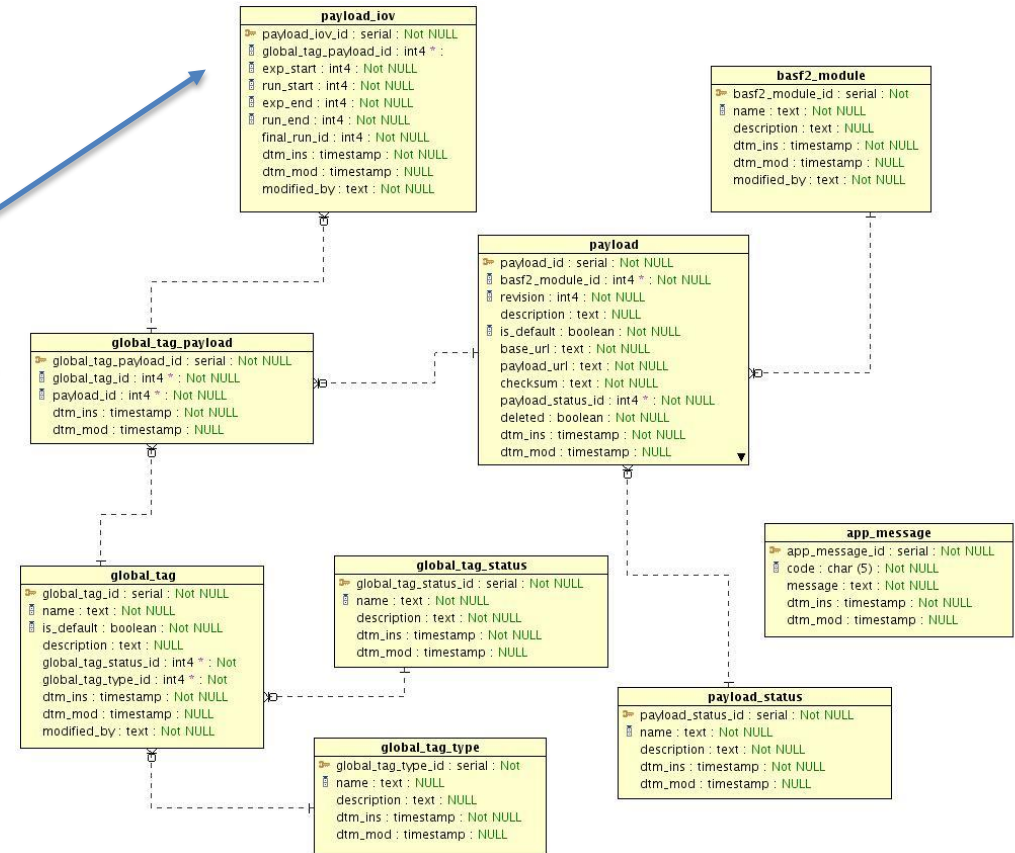 payload_iov
payload_iov_id : serial : Not NULL
global_tag_payload_id : int4 * :
exp_start : int4 : Not NULL
run_start : int4 : Not NULL
exp_end : int4 : Not NULL
run_end : int4 : Not NULL
final_run_id : int4 : Not NULL
dtm_ins : timestamp : Not NULL
dtm_mod : timestamp : NULL
modified_by : text : Not NULL
basf2_module
basf2_module_id : serial : Not
name : text : Not NULL
description : text : NULL
dtm_ins : timestamp : Not NULL
dtm_mod : timestamp : NULL
modified_by : text : Not NULL
payload
payload_id : serial : Not NULL
basf2_module_id : int4 * : Not NULL
revision : int4 : Not NULL
description : text : NULL
is_default : boolean : Not NULL
base_url : text : Not NULL
payload_url : text : Not NULL
checksum : text : Not NULL
payload_status_id : int4 * : Not NULL
deleted : boolean : Not NULL
dtm_ins : timestamp : Not NULL
dtm_mod : timestamp : NULL
global_tag_payload
global_tag_payload_id : serial : Not NULL
global_tag_id : int4 * : Not NULL
payload_id : int4 * : Not NULL
dtm_ins : timestamp : Not NULL
dtm_mod : timestamp : NULL
app_message
app_message_id : serial : Not NULL
code : char (5) : Not NULL
message : text : Not NULL
dtm_ins : timestamp : Not NULL
dtm_mod : timestamp : NULL
global_tag
global_tag_id : serial : Not NULL
name : text : Not NULL
is_default : boolean : Not NULL
description : text : NULL
global_tag_status_id : int4 * : Not
global_tag_type_id : int4 * : Not
dtm_ins : timestamp : Not NULL
dtm_mod : timestamp : NULL
modified_by : text : Not NULL
global_tag_status
global_tag_status_id : serial : Not NULL
name : text : Not NULL
description : text : NULL
dtm_ins : timestamp : Not NULL
dtm_mod : timestamp : NULL
payload_status
payload_status_id : serial : Not NULL
name : text : Not NULL
description : text : Not NULL
dtm_ins : timestamp : Not NULL
dtm_mod : timestamp : NULL
global_tag_type
global_tag_type_id : serial : Not
name : text : NULL
description : text : NULL
dtm_ins : timestamp : Not NULL
dtm_mod : timestamp : NULL